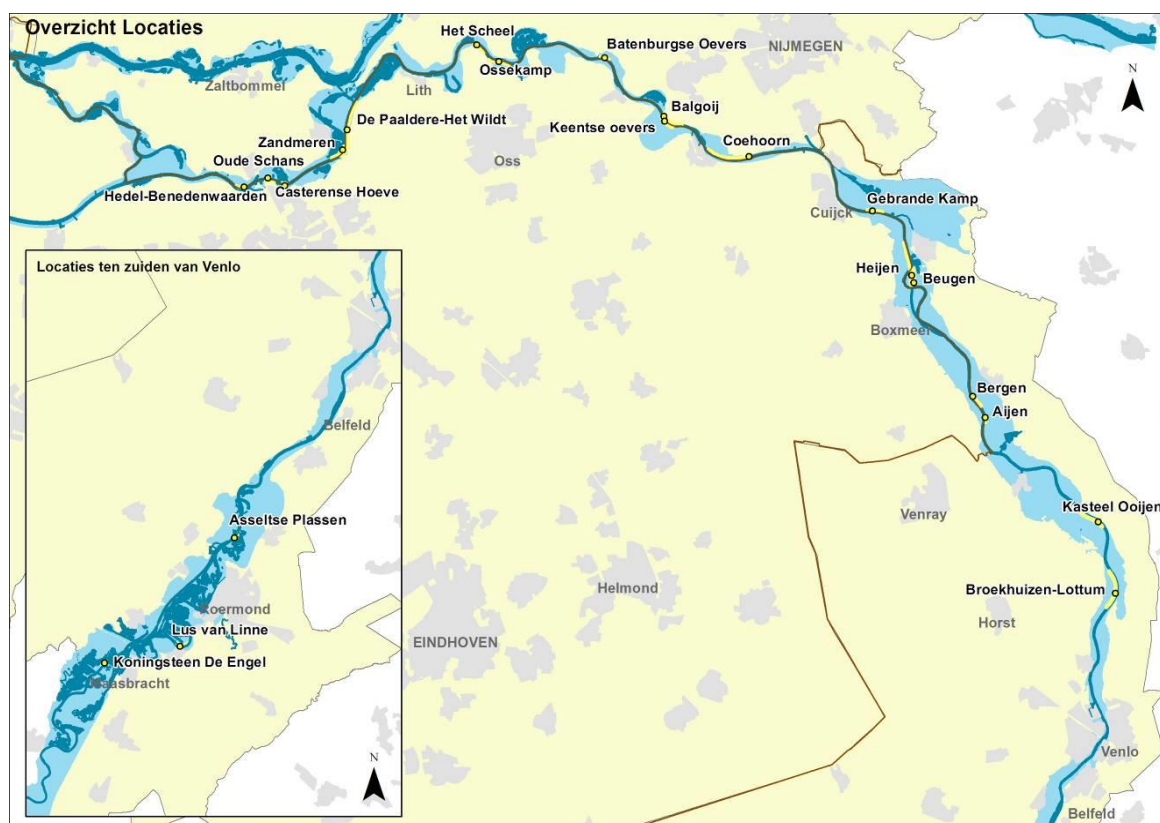 Overzicht Locaties
Het Scheel
Batenburgse Oevers
NIJMEGEN
N
Ossekamp
Zaltbommel
Lith
De Paaldere-Het Wildt
Balgoij
Keentse oevers
Zandmeren
Coehoorn
Oude Schans
Oss
Hedel-Benedenwaarden
Casterense Hoeve
Cuijck
Gebrande Kamp
Heijen
Beugen
Boxmeer
Bergen
Aijen
Venray
Kasteel Ooijen
Helmond
Broekhuizen-Lottum
Horst
EINDHOVEN
Venlo
Belfeld
Locaties ten zuiden van Venlo
Belfeld
Asseltse Plassen
Roermond
Lus van Linne
Koningsteen De Engel
Maasbracht
N